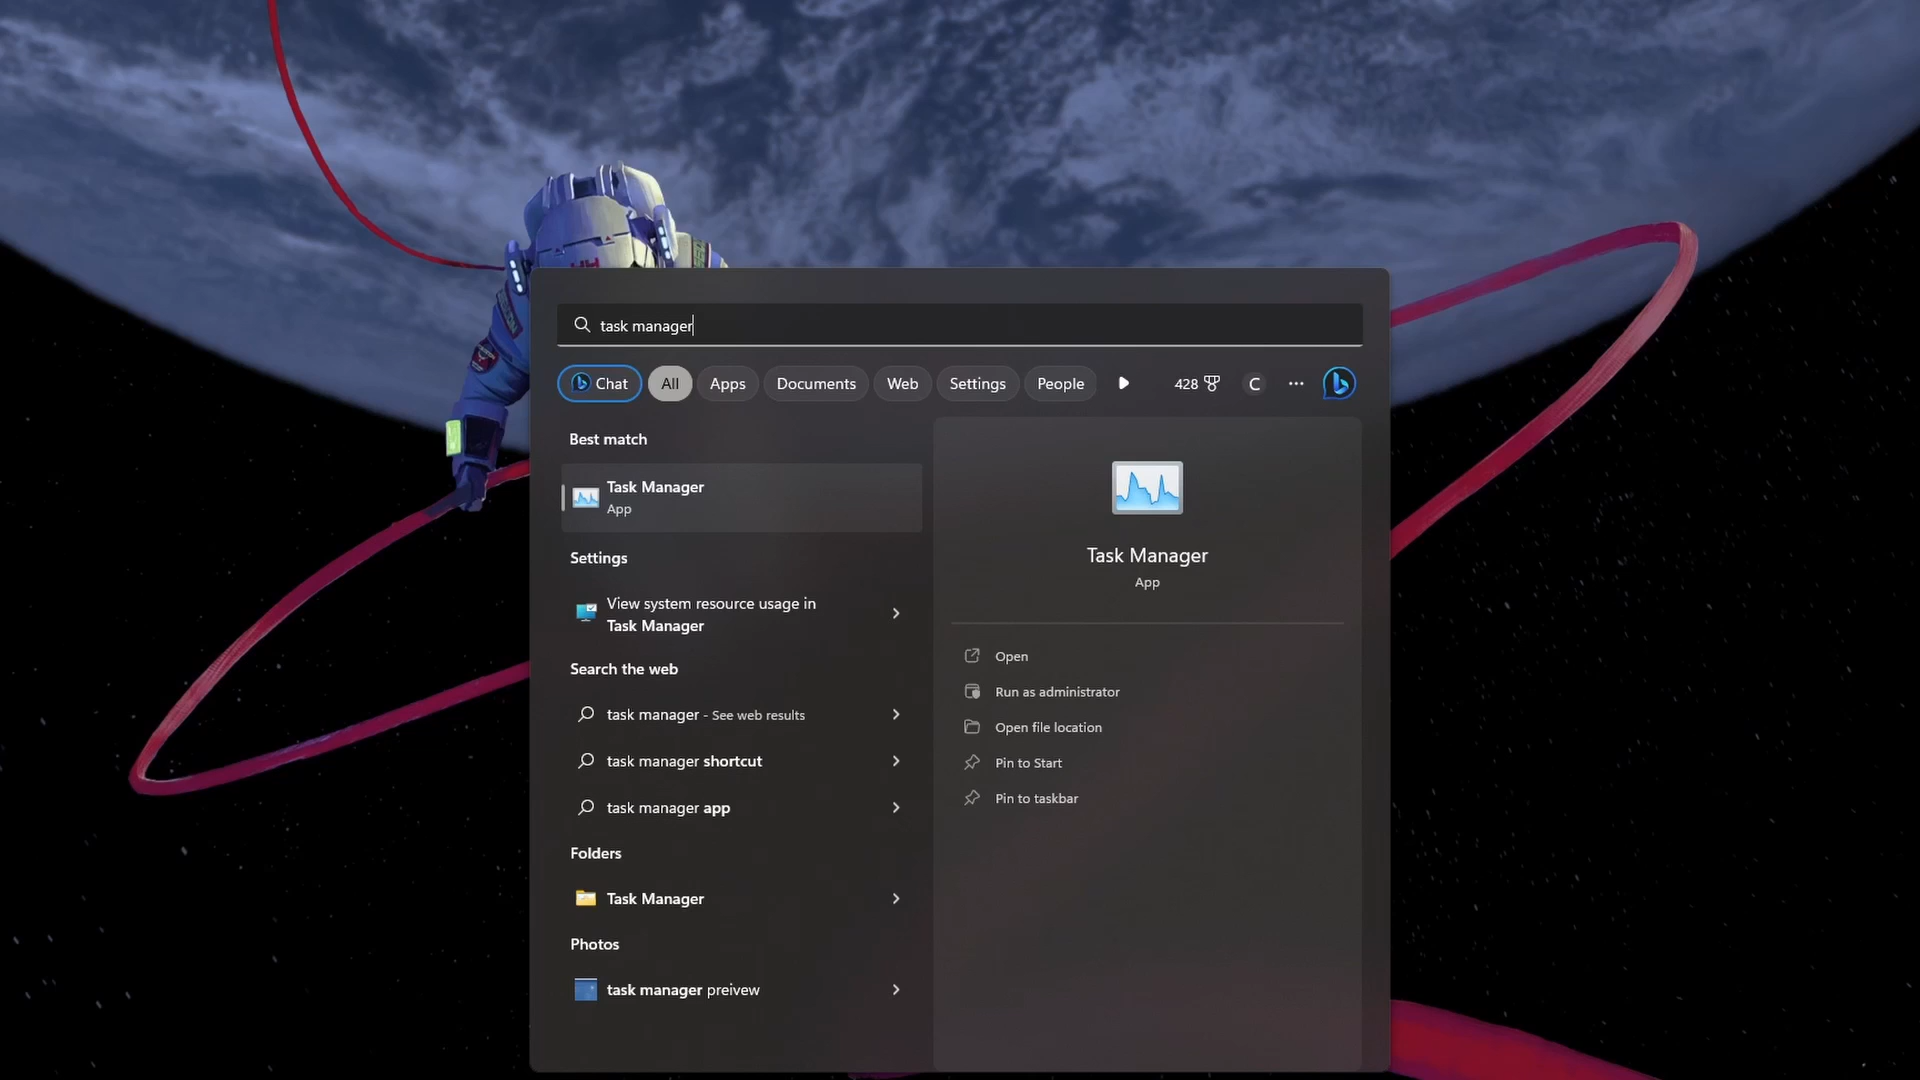 task manager
Chat
All
Apps
Documents
Web
Settings
People
428
C
Best match
Task Manager
App
Settings
View system resource usage in
Task Manager
Search the web
task manager - See web results
task manager shortcut
task manager app
Folders
Task Manager
Photos
task manager preivew
Task Manager
App
Open
Run as administrator
Open file location
Pin to Start
Pin to taskbar